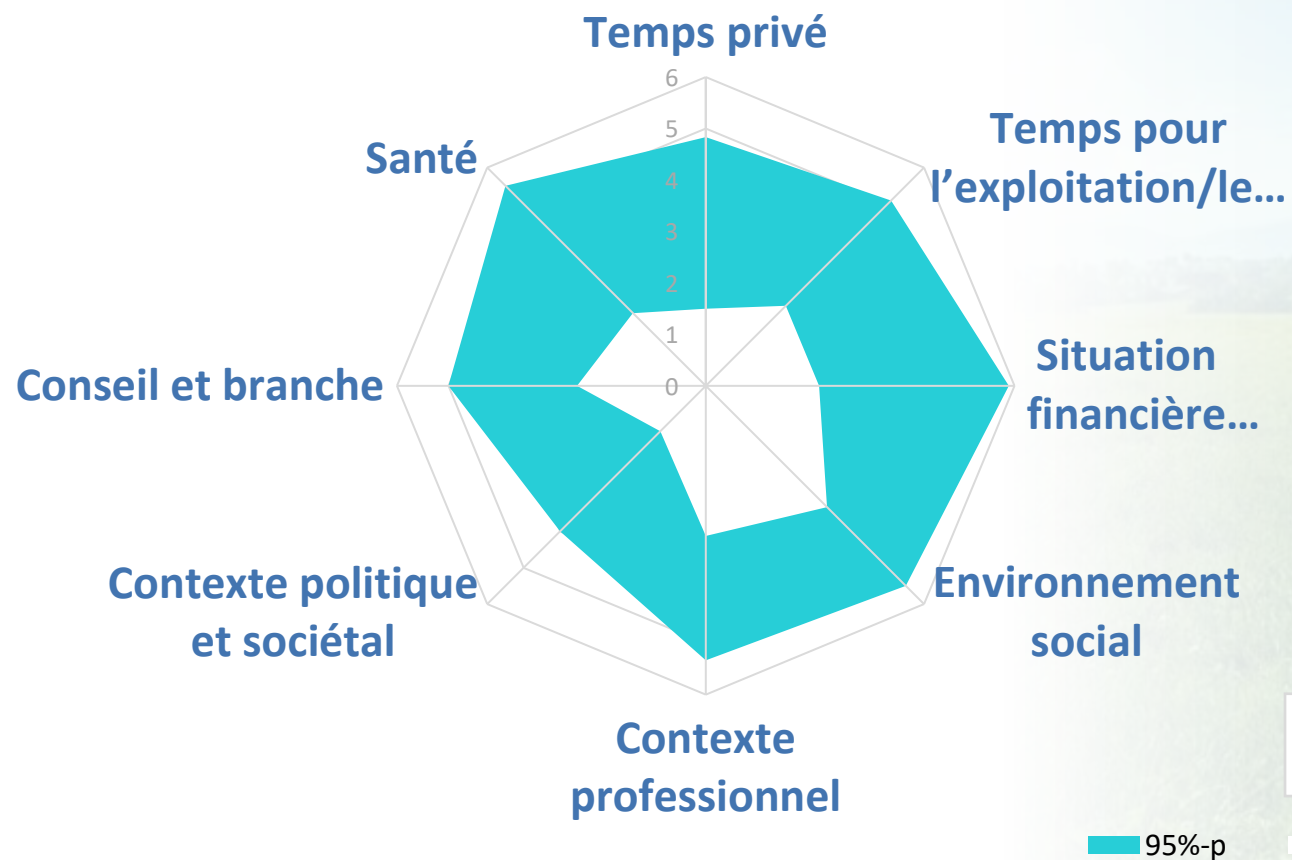 Temps privé
6
5
4
3
2
1
0
Temps pour
l’exploitation/le…
Situation
financière…
Environnement
social
Contexte
professionnel
Contexte politique
et sociétal
Conseil et branche
Santé
95%-p